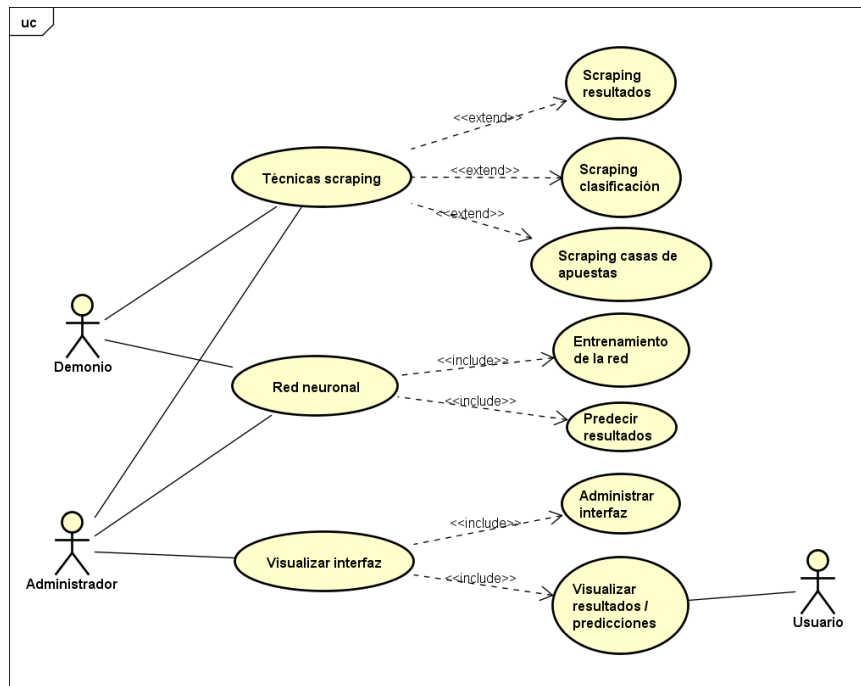 uc
Scraping
resultados
<<extend>>
Técnicas scraping
<<extend>>
Scraping
clasificación
<<extend>>
Scraping casas de
apuestas
Demonio
Entrenamiento
de la red
<<include>>
Red neuronal
<<include>>
Predecir
resultados
Administrador
Administrar
interfaz
<<include>>
Visualizar interfaz
<<include>>
Visualizar
resultados /
predicciones
Usuario